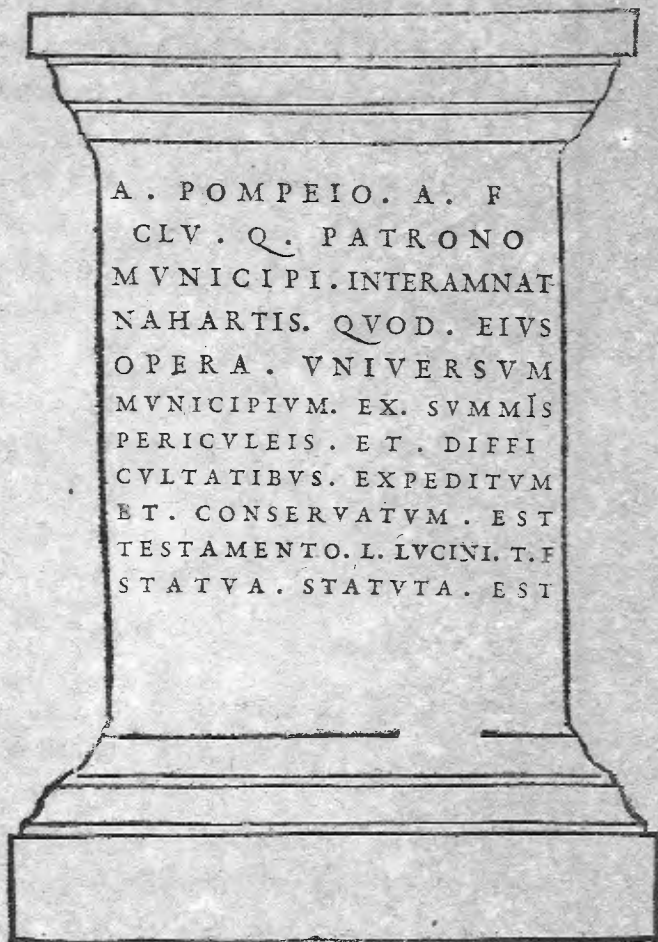 A . POMPEIO. A. F
CLV . Q. PATRONO
MVNICIPI. INTERAMNAT
NAHARTIS. QVOD . EIVS
OPERA . VNIVERSVM
MVNICIPIVM. EX. SVMMÍS
PERICVLEIS . ET . DIFFI
CVLTATIBVS. EXPEDITVM
ET . CONSERVATVM . EST
TESTAMENTO. L. LVCINI. T. F
STATVA . STATVTA . EST